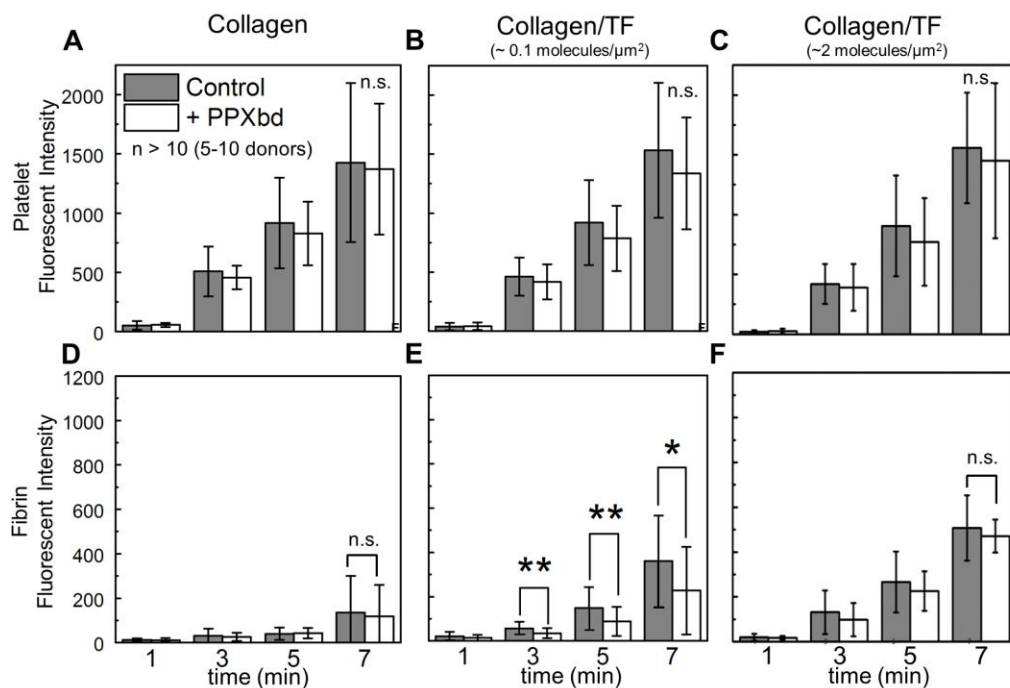 Collagen
Collagen/TF
(~ 0.1 molecules/μm²)
Collagen/TF
(~2 molecules/μm²)
A
B
C
Platelet
Fluorescent Intensity
2000
1500
1000
500
0
Control
+ PPXbd
n > 10 (5-10 donors)
n.s.
n.s.
n.s.
D
E
F
Fibrin
Fluorescent Intensity
1200
1000
800
600
400
200
0
n.s.
**
**
*
n.s.
1 3 5 7
time (min)
1 3 5 7
time (min)
1 3 5 7
time (min)